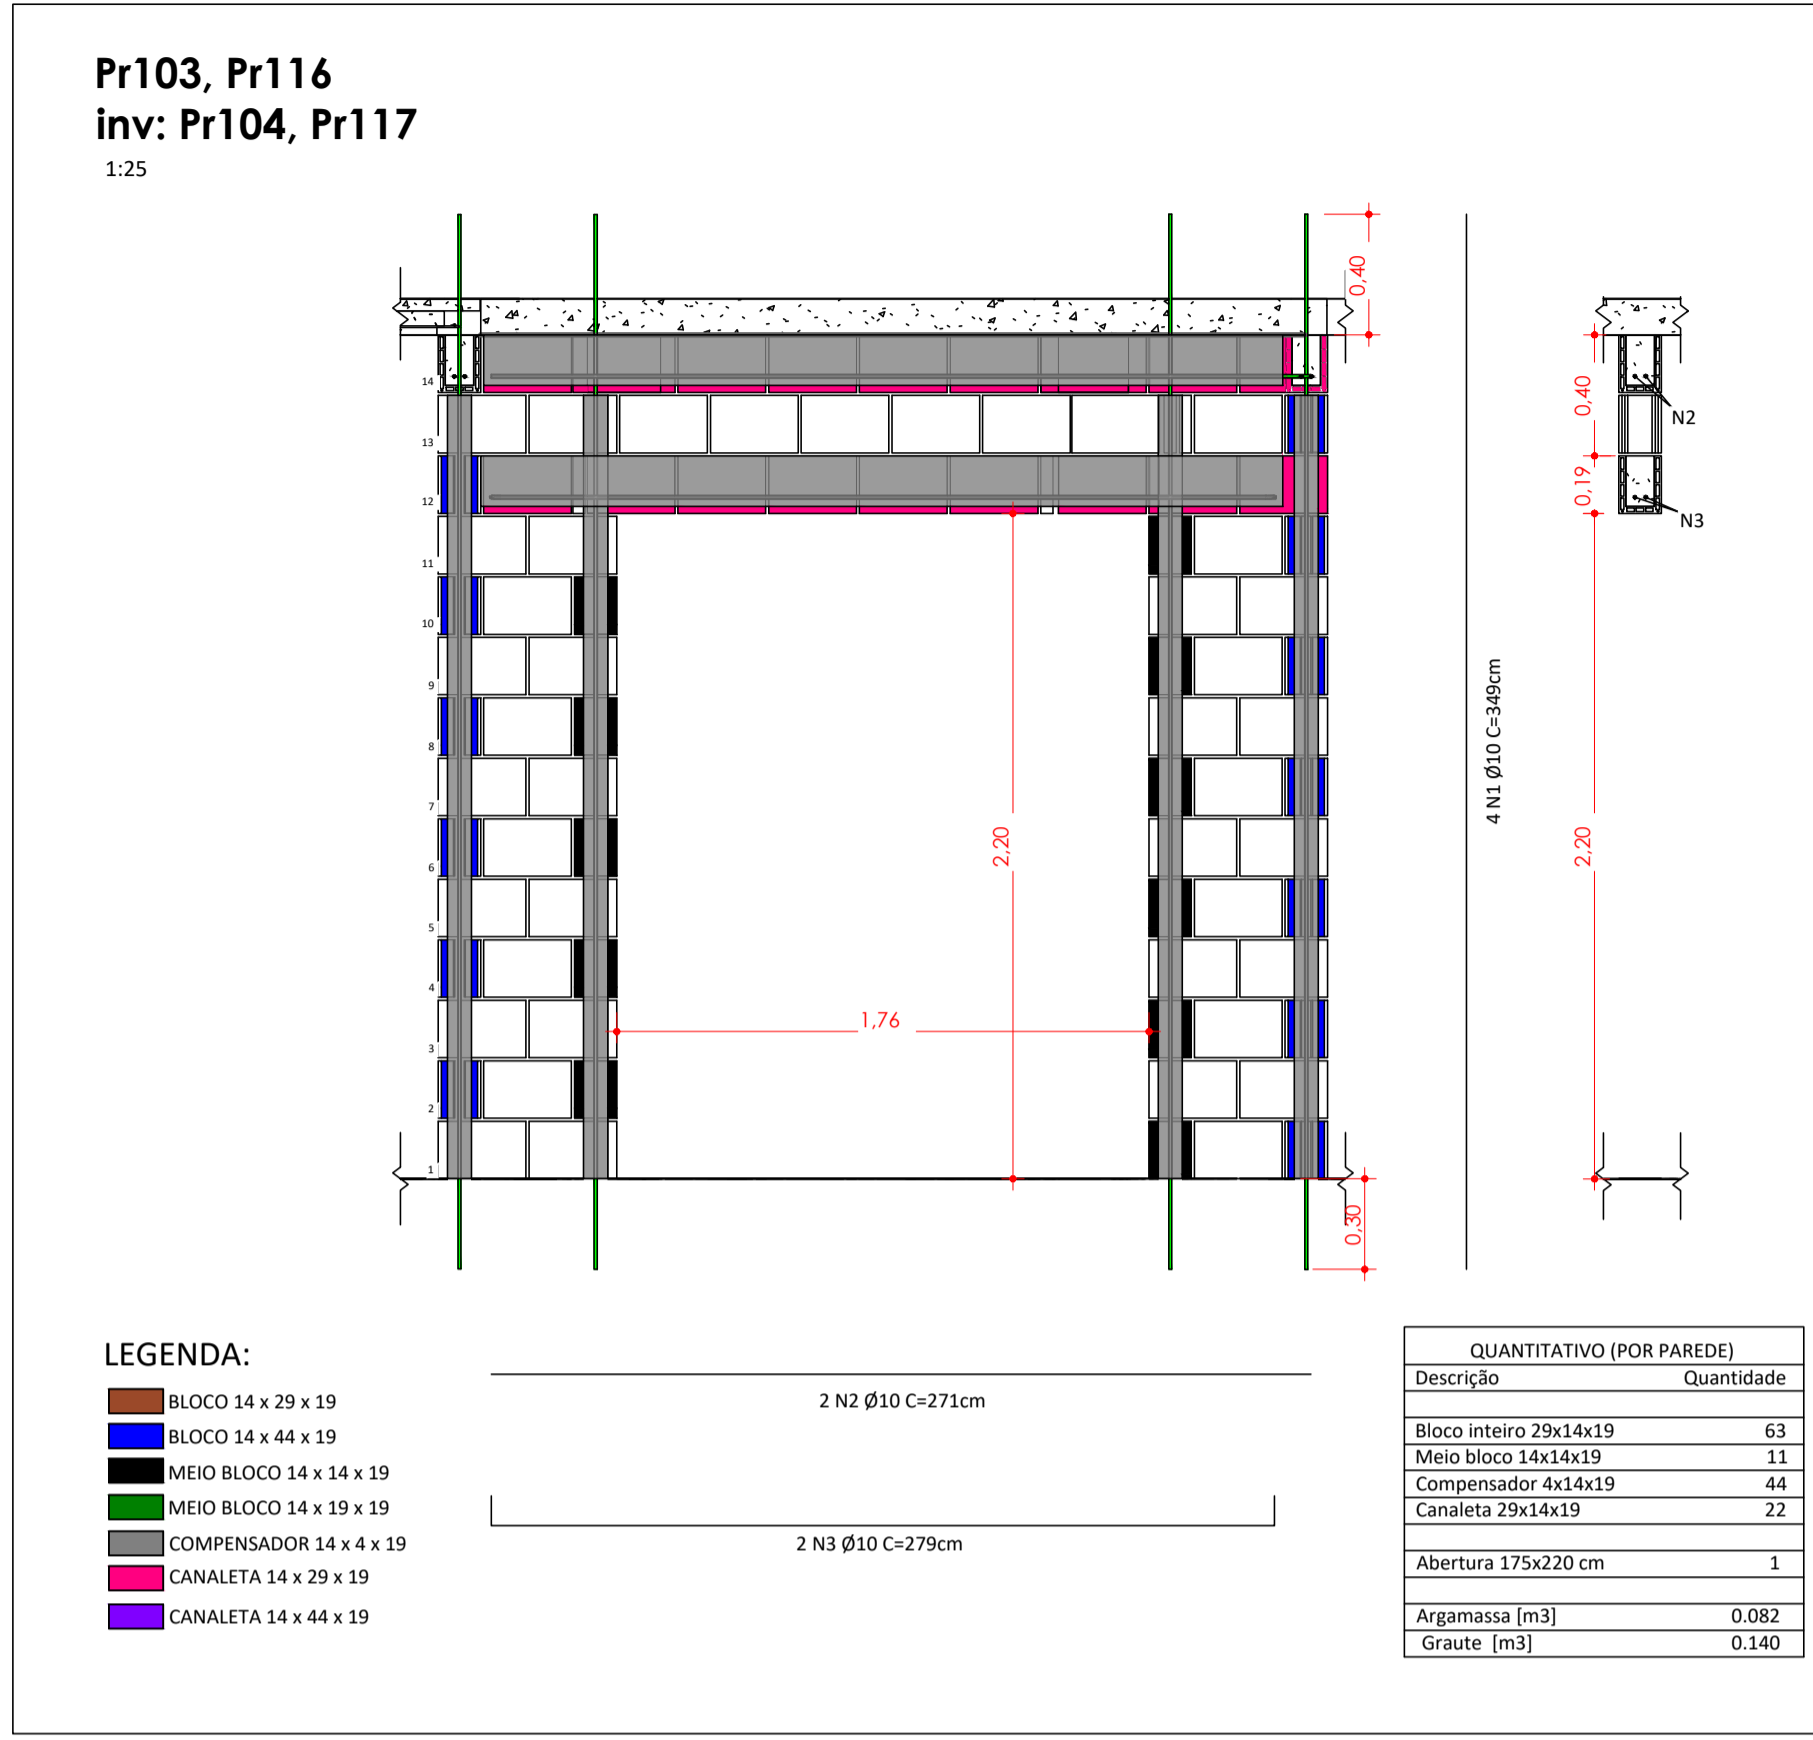 Pr103, Pr116
inv: Pr104, Pr117
1:25
0,40
14
13
12
11
10
9
8
7
6
5
4
3
2
1
2,20
1,76
0,30
4 N1 Ø10 C=349cm
0,40
N2
0,19
N3
2,20
LEGENDA:
BLOCO 14 x 29 x 19
BLOCO 14 x 44 x 19
MEIO BLOCO 14 x 14 x 19
MEIO BLOCO 14 x 19 x 19
COMPENSADOR 14 x 4 x 19
CANALETA 14 x 29 x 19
CANALETA 14 x 44 x 19
2 N2 Ø10 C=271cm
2 N3 Ø10 C=279cm
QUANTITATIVO (POR PAREDE)
Descrição Quantidade
Bloco inteiro 29x14x19 63
Meio bloco 14x14x19 11
Compensador 4x14x19 44
Canaleta 29x14x19 22
Abertura 175x220 cm 1
Argamassa [m3] 0.082
Graute [m3] 0.140